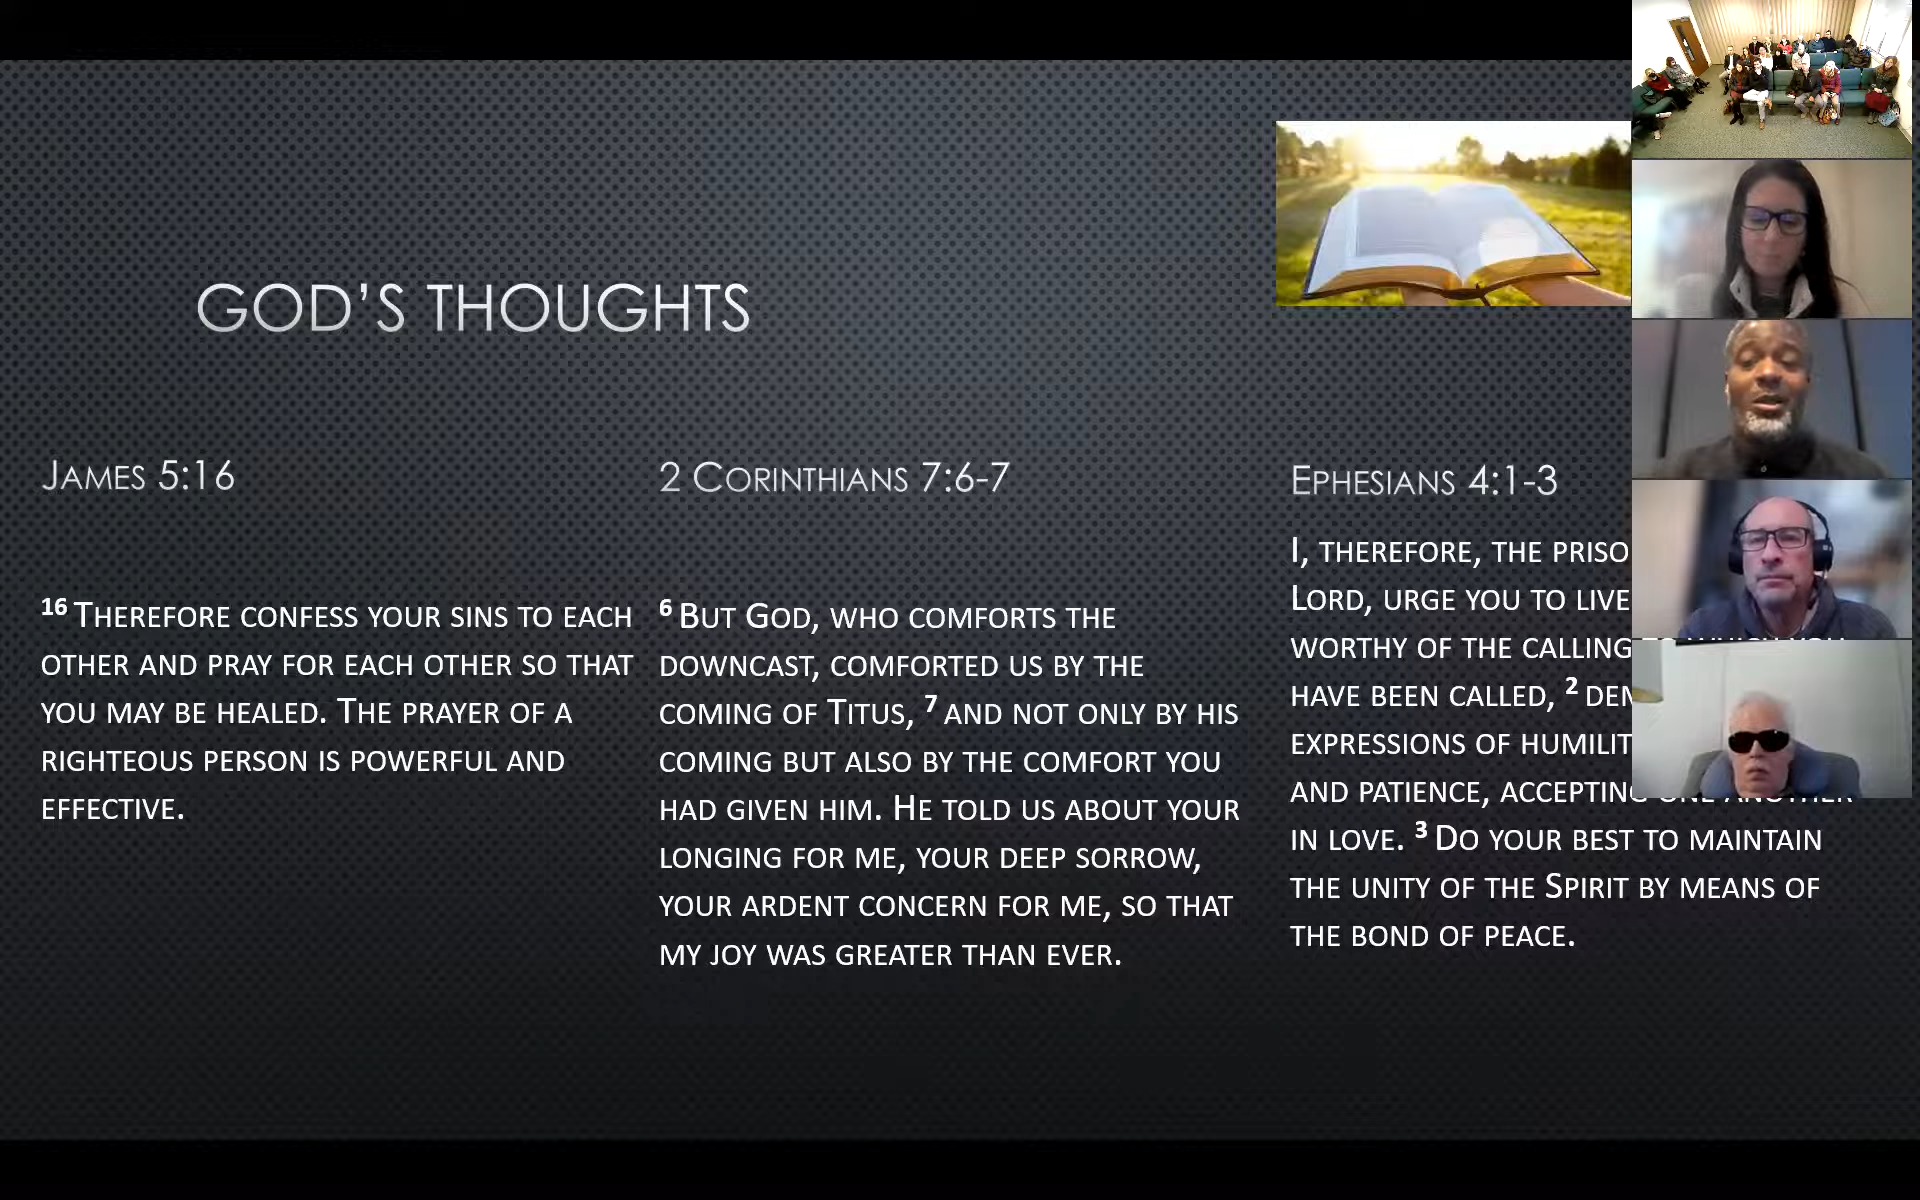 GOD'S THOUGHTS
JAMES 5:16
16 THEREFORE CONFESS YOUR SINS TO EACH
OTHER AND PRAY FOR EACH OTHER SO THAT
YOU MAY BE HEALED. THE PRAYER OF A
RIGHTEOUS PERSON IS POWERFUL AND
EFFECTIVE.
2 CORINTHIANS 7:6-7
6 BUT GOD, WHO COMFORTS THE
DOWNCAST, COMFORTED US BY THE
COMING OF TITUS, 7 AND NOT ONLY BY HIS
COMING BUT ALSO BY THE COMFORT YOU
HAD GIVEN HIM. HE TOLD US ABOUT YOUR
LONGING FOR ME, YOUR DEEP SORROW,
YOUR ARDENT CONCERN FOR ME, SO THAT
MY JOY WAS GREATER THAN EVER.
EPHESIANS 4:1-3
I, THEREFORE, THE
LORD, URGE YOU TO LIVE
WORTHY OF THE CALLING
HAVE BEEN CALLED, 2
EXPRESSIONS OF
AND PATIENCE, ACCEPTING ONE ANOTHER
IN LOVE. 3 DO YOUR BEST TO MAINTAIN
THE UNITY OF THE SPIRIT BY MEANS OF
THE BOND OF PEACE.